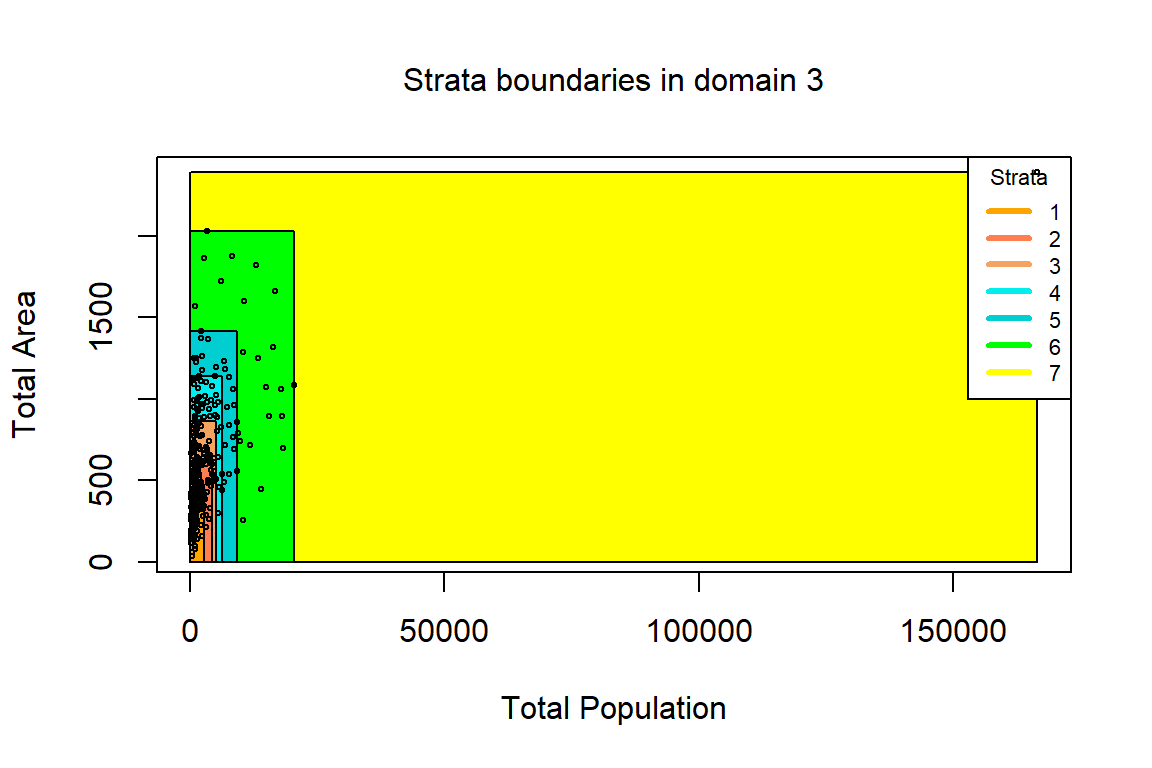 Strata boundaries in domain 3
Total Area
1500
500
0
Strata
1
2
3
4
5
6
7
0 50000 100000 150000
Total Population